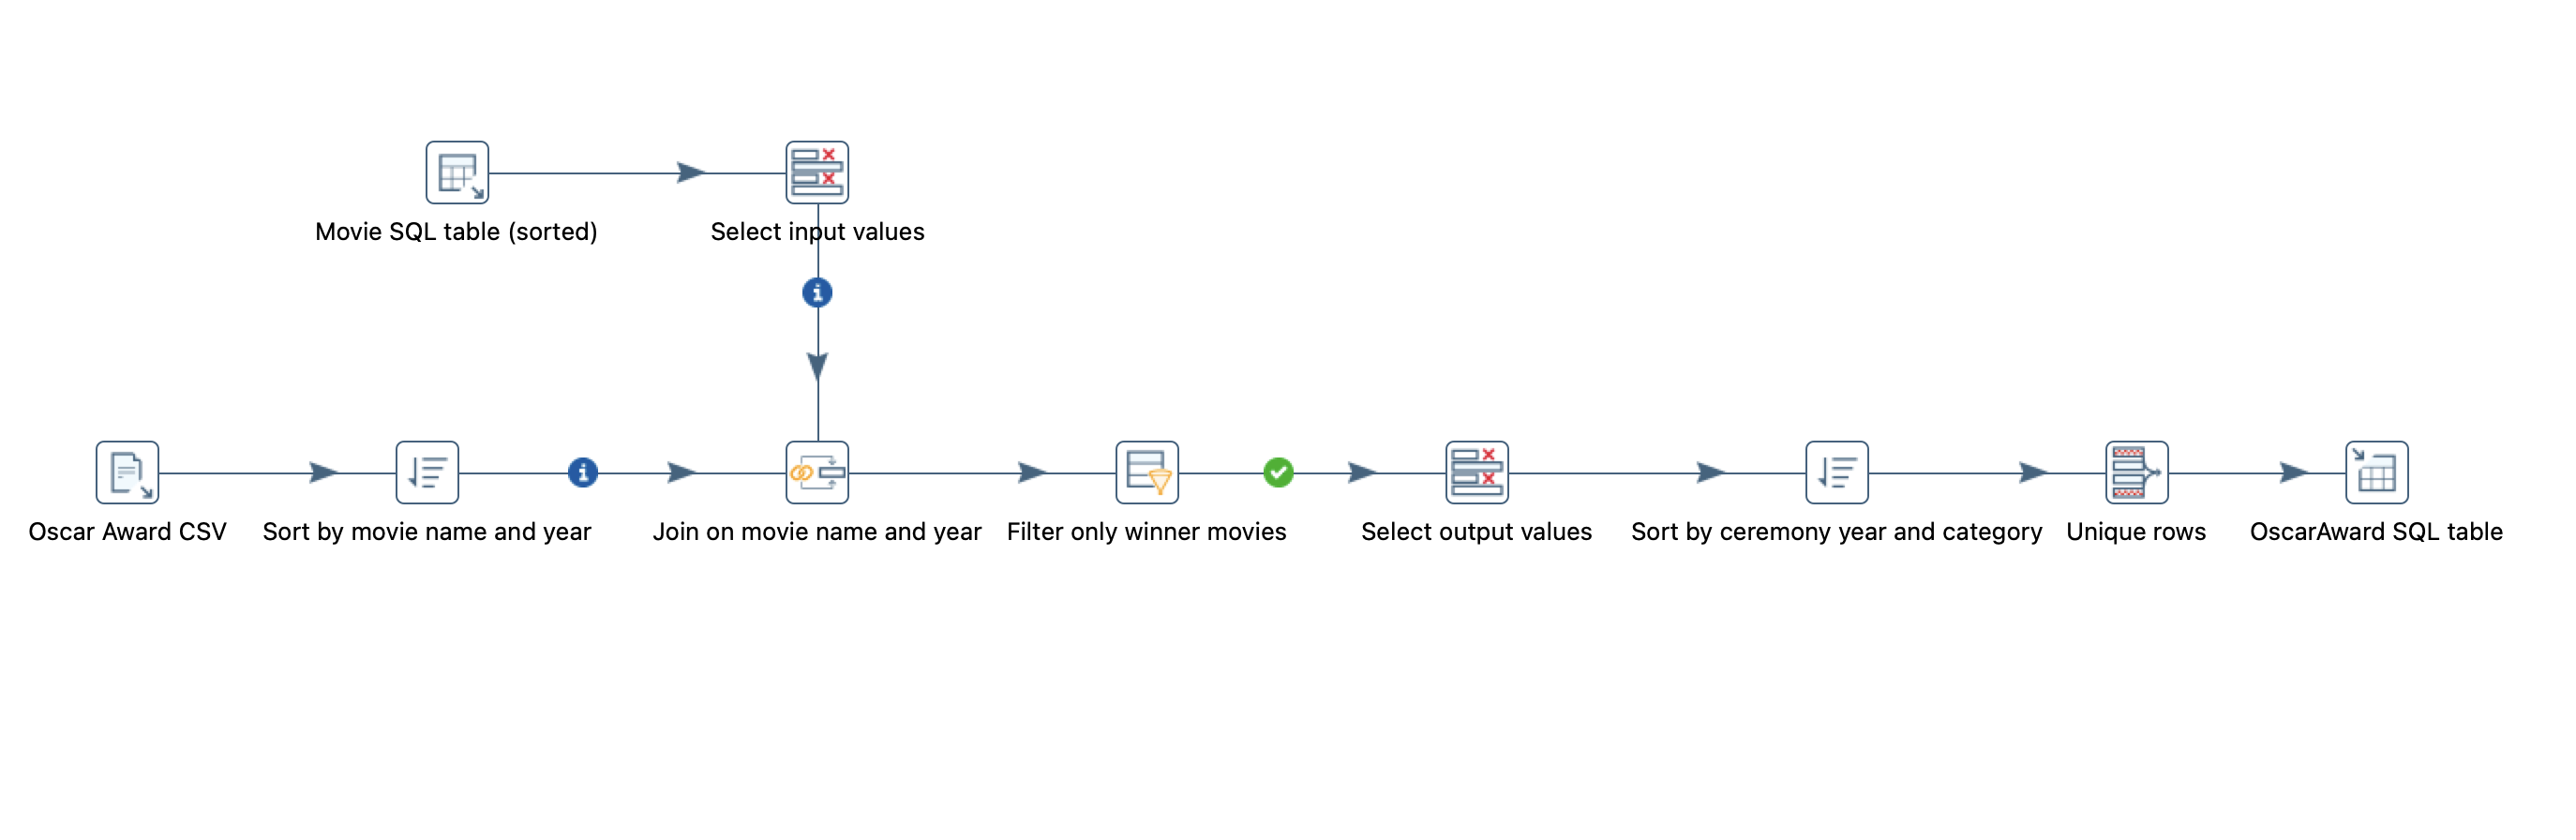 Movie SQL table (sorted)
Select input values
Oscar Award CSV
Sort by movie name and year
Join on movie name and year
Filter only winner movies
Select output values
Sort by ceremony year and category
Unique rows
OscarAward SQL table